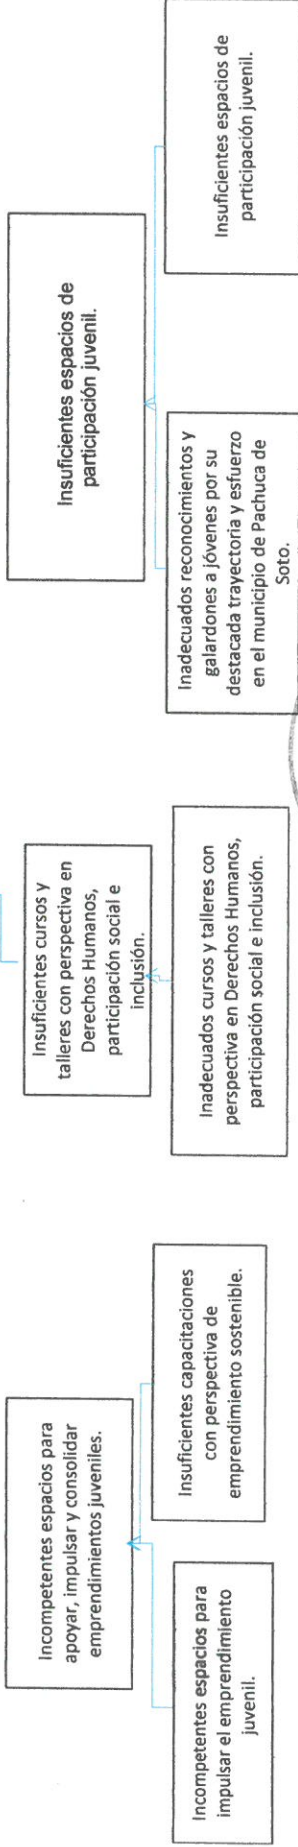 Incompetentes espacios para
apoyar, impulsar y consolidar
emprendimientos juveniles.
Incompetentes espacios para
impulsar el emprendimiento
juvenil.
Insuficientes capacitaciones
con perspectiva de
emprendimiento sostenible.
Insuficientes cursos y
talleres con perspectiva en
Derechos Humanos,
participación social e
inclusión.
Inadecuados cursos y talleres con
perspectiva en Derechos Humanos,
participación social e inclusión.
Insuficientes espacios de
participación juvenil.
Inadecuados reconocimientos y
galardones a jóvenes por su
destacada trayectoria y esfuerzo
en el municipio de Pachuca de
Soto.
Insuficientes espacios de
participación juvenil.